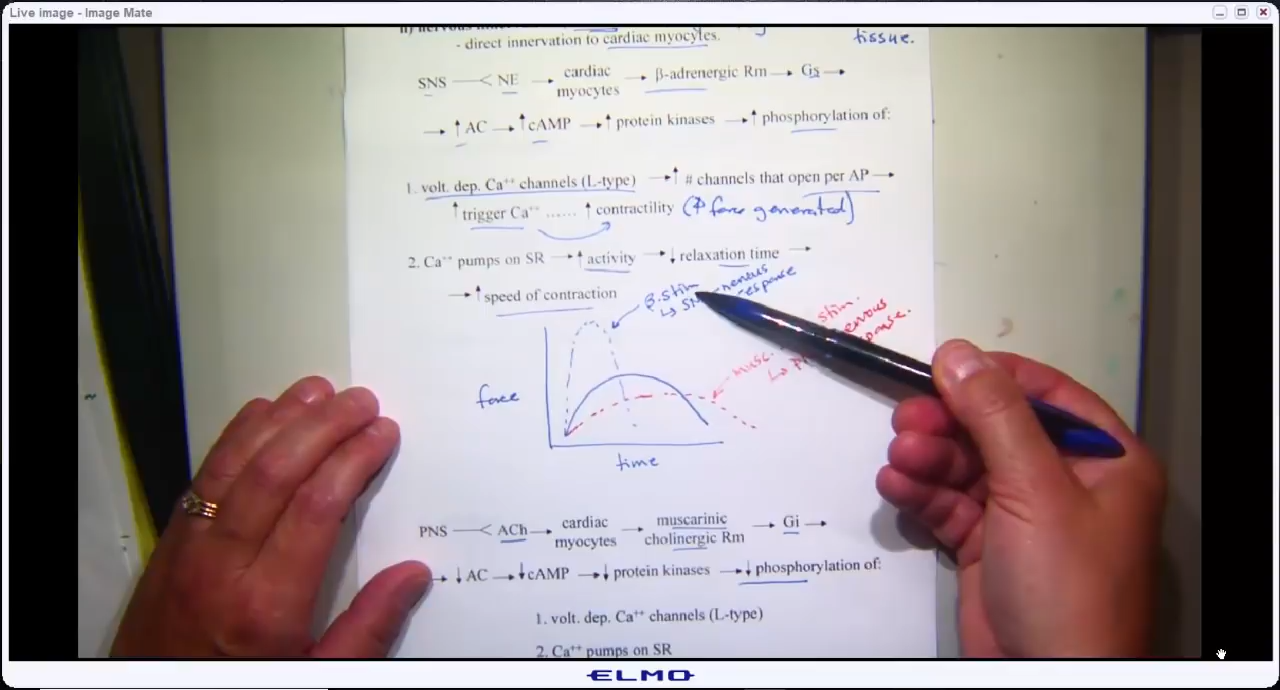 Live image - Image Mate
- direct innervation to cardiac myocytes.
tissue.
SNS —< NE → cardiac myocytes → β-adrenergic Rm → Gs →
→ ↑ AC → ↑ cAMP → ↑ protein kinases → ↑ phosphorylation of:
1. volt. dep. Ca⁺⁺ channels (L-type) → ↑ # channels that open per AP →
↑ trigger Ca⁺⁺ ...... ↑ contractility (↑ force generated)
2. Ca⁺⁺ pumps on SR → ↑ activity → ↓ relaxation time →
→ ↑ speed of contraction
β-stim
nervous
response
stim.
musc.
force
time
PNS —< ACh → cardiac myocytes → muscarinic cholinergic Rm → Gi →
→ ↓ AC → ↓ cAMP → ↓ protein kinases → ↓ phosphorylation of:
1. volt. dep. Ca⁺⁺ channels (L-type)
2. Ca⁺⁺ pumps on SR
ELMO